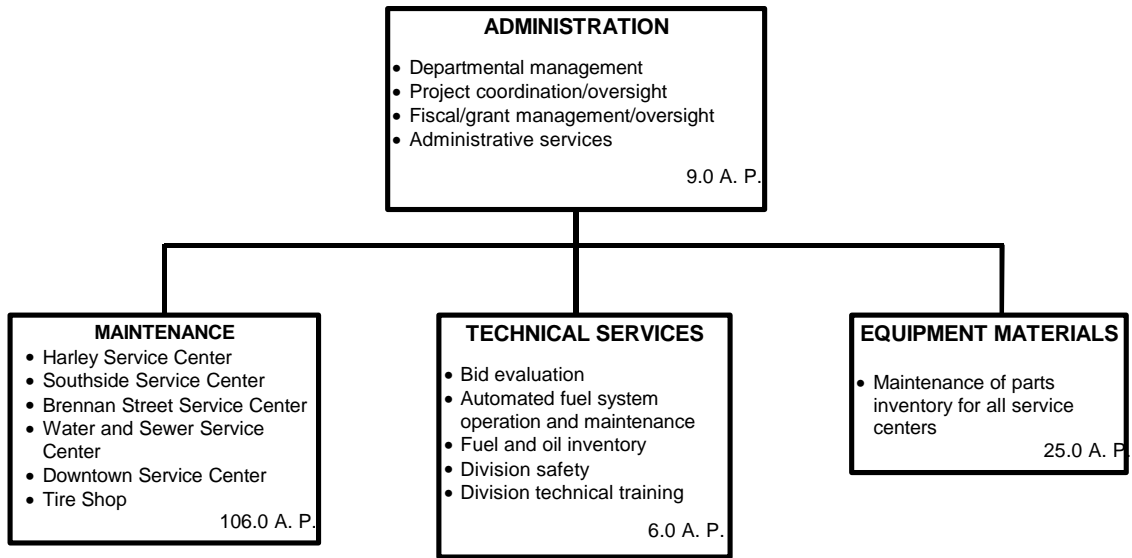 ADMINISTRATION
• Departmental management
• Project coordination/oversight
• Fiscal/grant management/oversight
• Administrative services
9.0 A. P.
MAINTENANCE
• Harley Service Center
• Southside Service Center
• Brennan Street Service Center
• Water and Sewer Service
Center
• Downtown Service Center
• Tire Shop
106.0 A. P.
TECHNICAL SERVICES
• Bid evaluation
• Automated fuel system
operation and maintenance
• Fuel and oil inventory
• Division safety
• Division technical training
6.0 A. P.
EQUIPMENT MATERIALS
• Maintenance of parts
inventory for all service
centers
25.0 A. P.